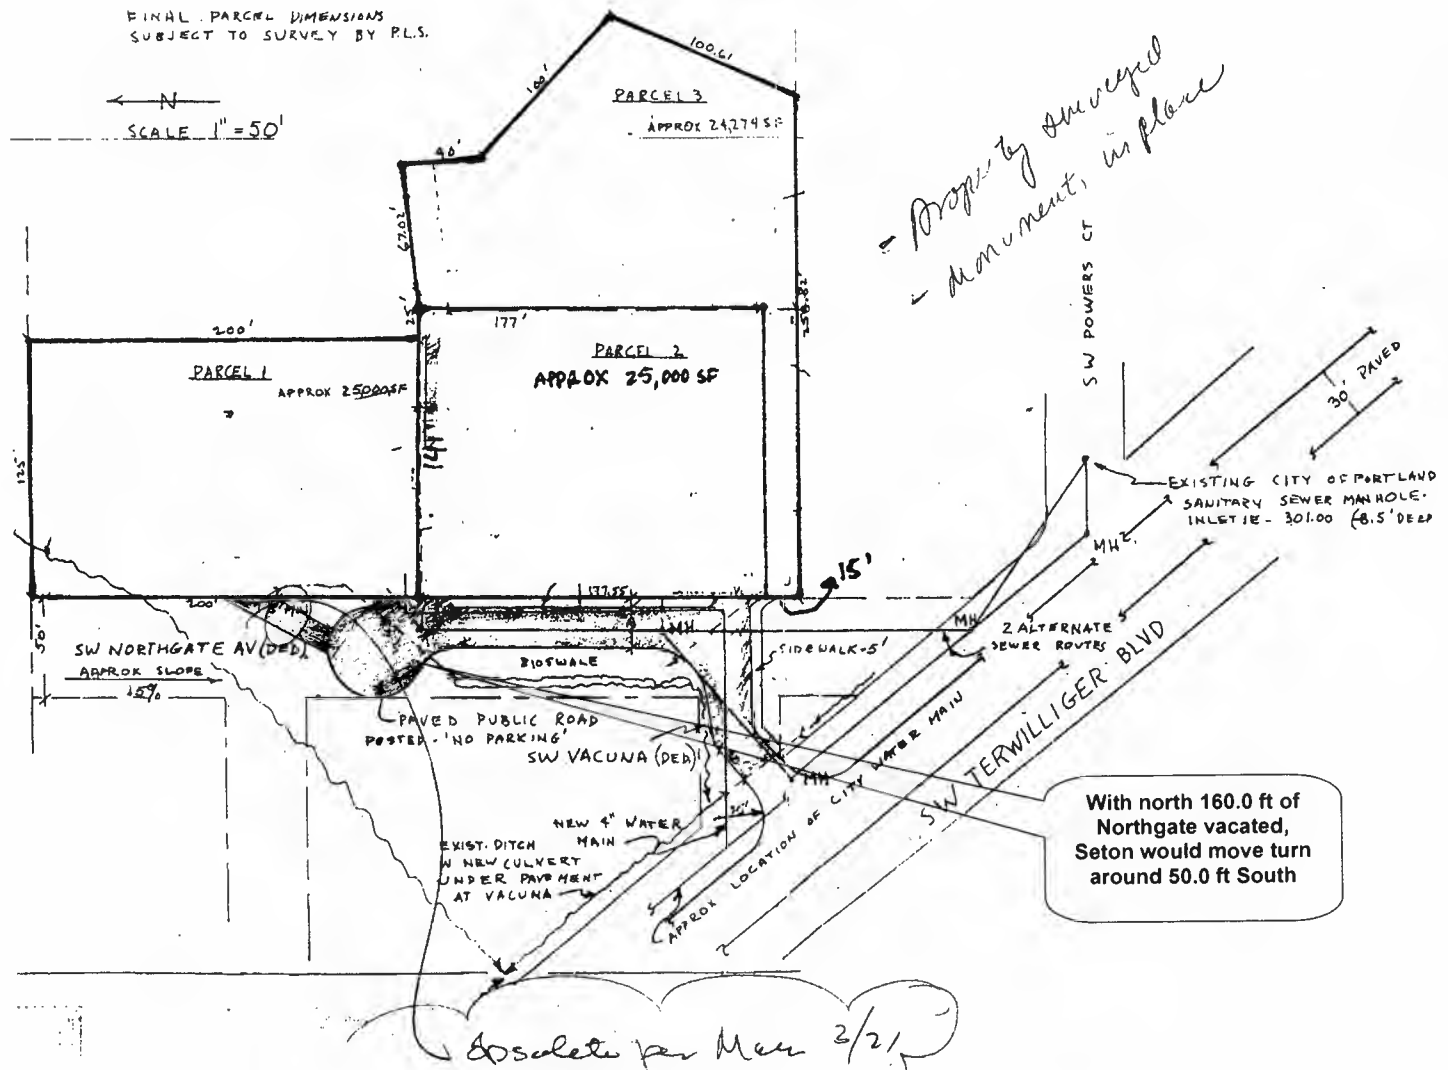 FINAL PARCEL DIMENSIONS
SUBJECT TO SURVEY BY P.L.S.
N
SCALE 1" = 50'
100'
100.61
PARCEL 3
APPROX 24,274 SF
40'
67.02'
- Property surveyed
- monument, in place
SW POWERS CT
258.82'
25'
177'
200'
PARCEL 1
APPROX 25000 SF
PARCEL 2
APPROX 25,000 SF
125'
30' PAVED
EXISTING CITY OF PORTLAND
SANITARY SEWER MANHOLE.
INLET IE - 301.00 (8.5' DEEP
MH
15'
200'
137.55
50'
SW NORTHGATE AV (DED)
APPROX SLOPE
15%
MH
MH
2 ALTERNATE
SEWER ROUTES
SIDEWALK-5'
BIOSWALE
PAVED PUBLIC ROAD
POSTED - 'NO PARKING'
SW VACUNA (DED)
MH
SW TERWILLIGER BLVD
NEW 4" WATER
MAIN
EXIST. DITCH
W NEW CULVERT
UNDER PAVEMENT
AT VACUNA
APPROX LOCATION OF CITY WATER MAIN
With north 160.0 ft of
Northgate vacated,
Seton would move turn
around 50.0 ft South
Obsolete per 3/21